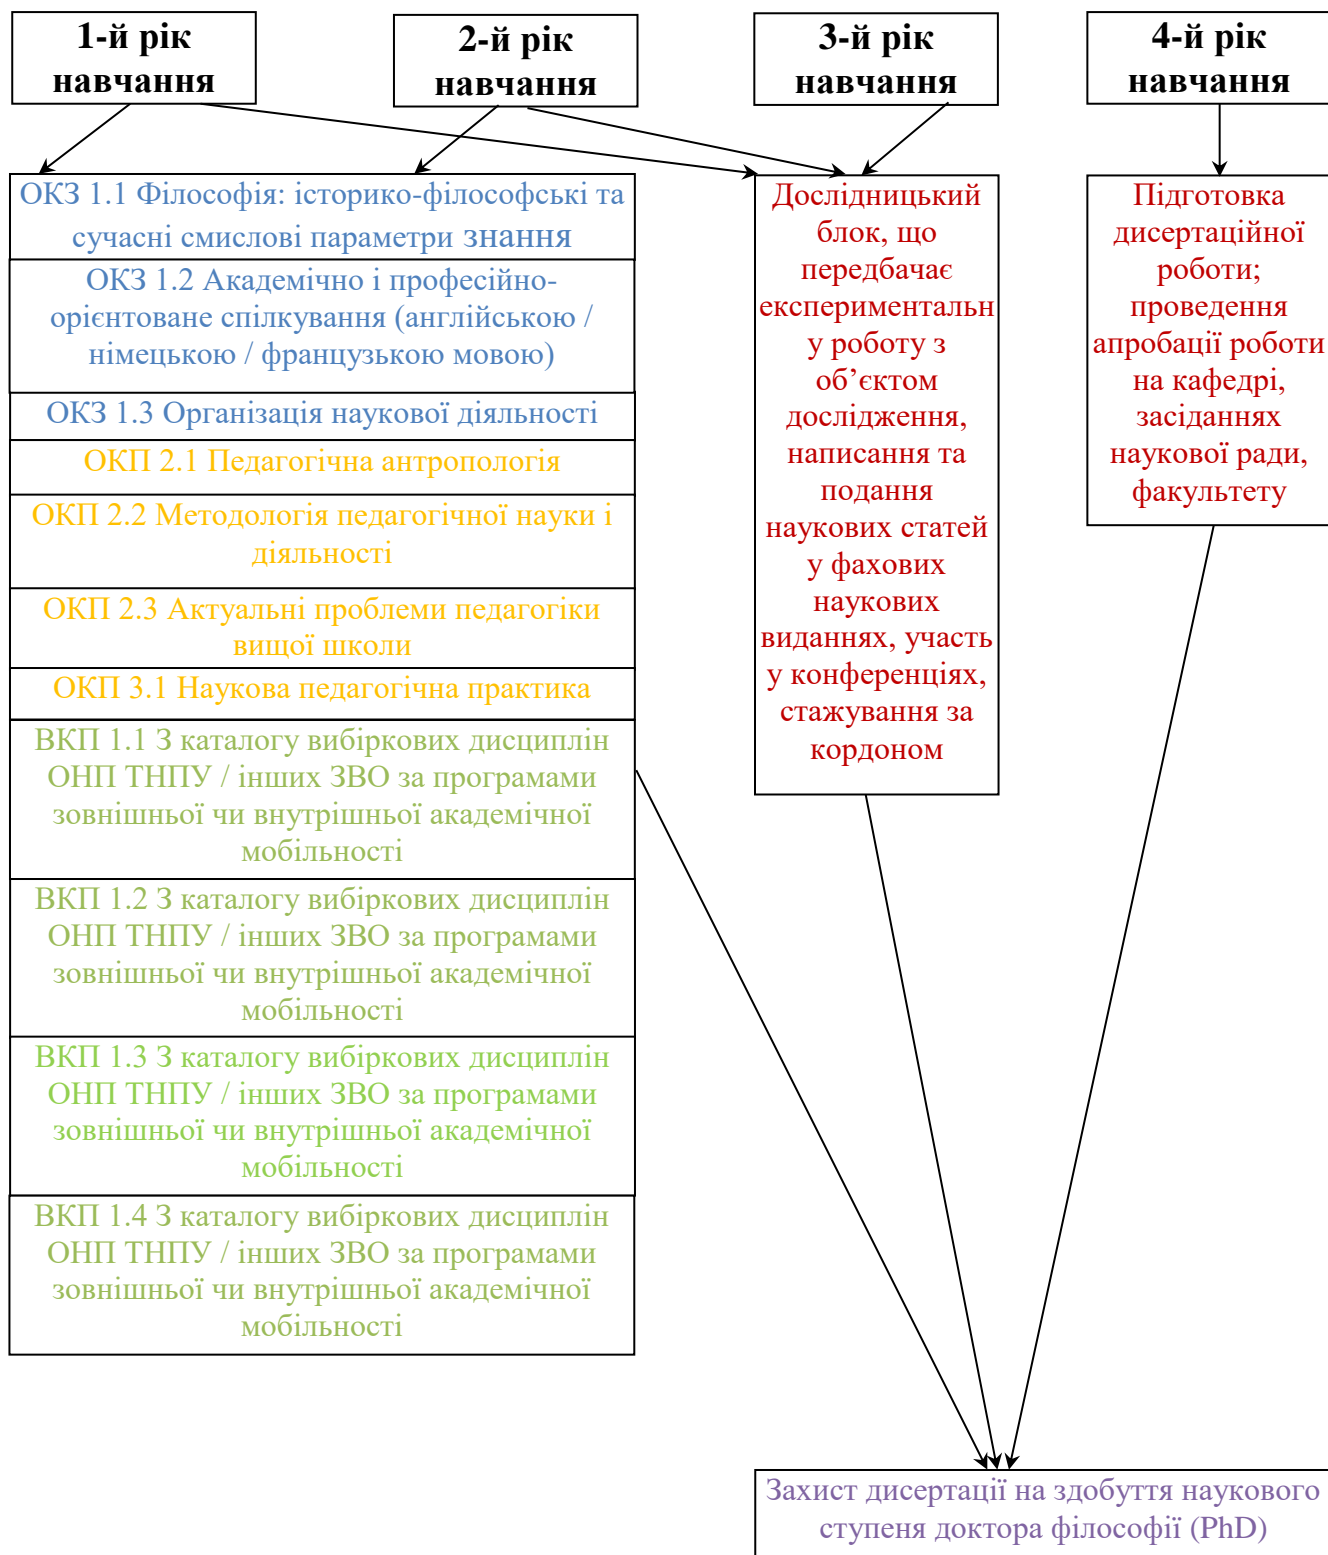 1-й рік
навчання
2-й рік
навчання
3-й рік
навчання
4-й рік
навчання
ОКЗ 1.1 Філософія: історико-філософські та
сучасні смислові параметри знання
ОКЗ 1.2 Академічно і професійно-
орієнтоване спілкування (англійською /
німецькою / французькою мовою)
ОКЗ 1.3 Організація наукової діяльності
ОКП 2.1 Педагогічна антропологія
ОКП 2.2 Методологія педагогічної науки і
діяльності
ОКП 2.3 Актуальні проблеми педагогіки
вищої школи
ОКП 3.1 Наукова педагогічна практика
ВКП 1.1 З каталогу вибіркових дисциплін
ОНП ТНПУ / інших ЗВО за програмами
зовнішньої чи внутрішньої академічної
мобільності
ВКП 1.2 З каталогу вибіркових дисциплін
ОНП ТНПУ / інших ЗВО за програмами
зовнішньої чи внутрішньої академічної
мобільності
ВКП 1.3 З каталогу вибіркових дисциплін
ОНП ТНПУ / інших ЗВО за програмами
зовнішньої чи внутрішньої академічної
мобільності
ВКП 1.4 З каталогу вибіркових дисциплін
ОНП ТНПУ / інших ЗВО за програмами
зовнішньої чи внутрішньої академічної
мобільності
Дослідницький
блок, що
передбачає
експериментальн
у роботу з
об’єктом
дослідження,
написання та
подання
наукових статей
у фахових
наукових
виданнях, участь
у конференціях,
стажування за
кордоном
Підготовка
дисертаційної
роботи;
проведення
апробації роботи
на кафедрі,
засіданнях
наукової ради,
факультету
Захист дисертації на здобуття наукового
ступеня доктора філософії (PhD)